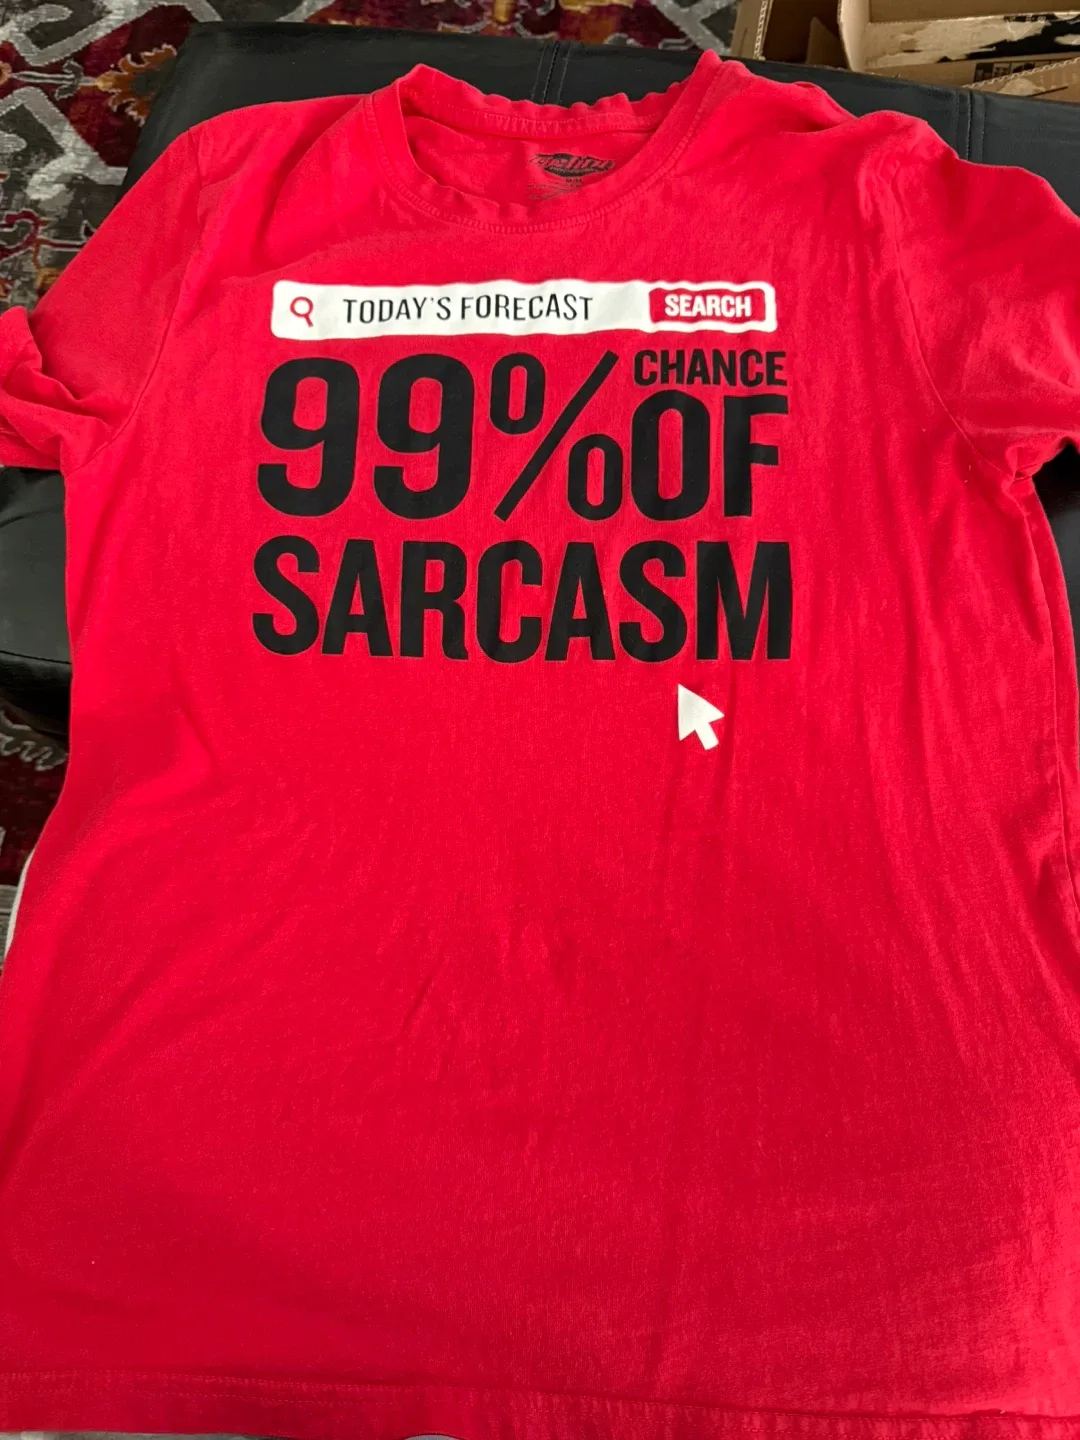 TODAY'S FORECAST SEARCH
99% CHANCE
OF
SARCASM